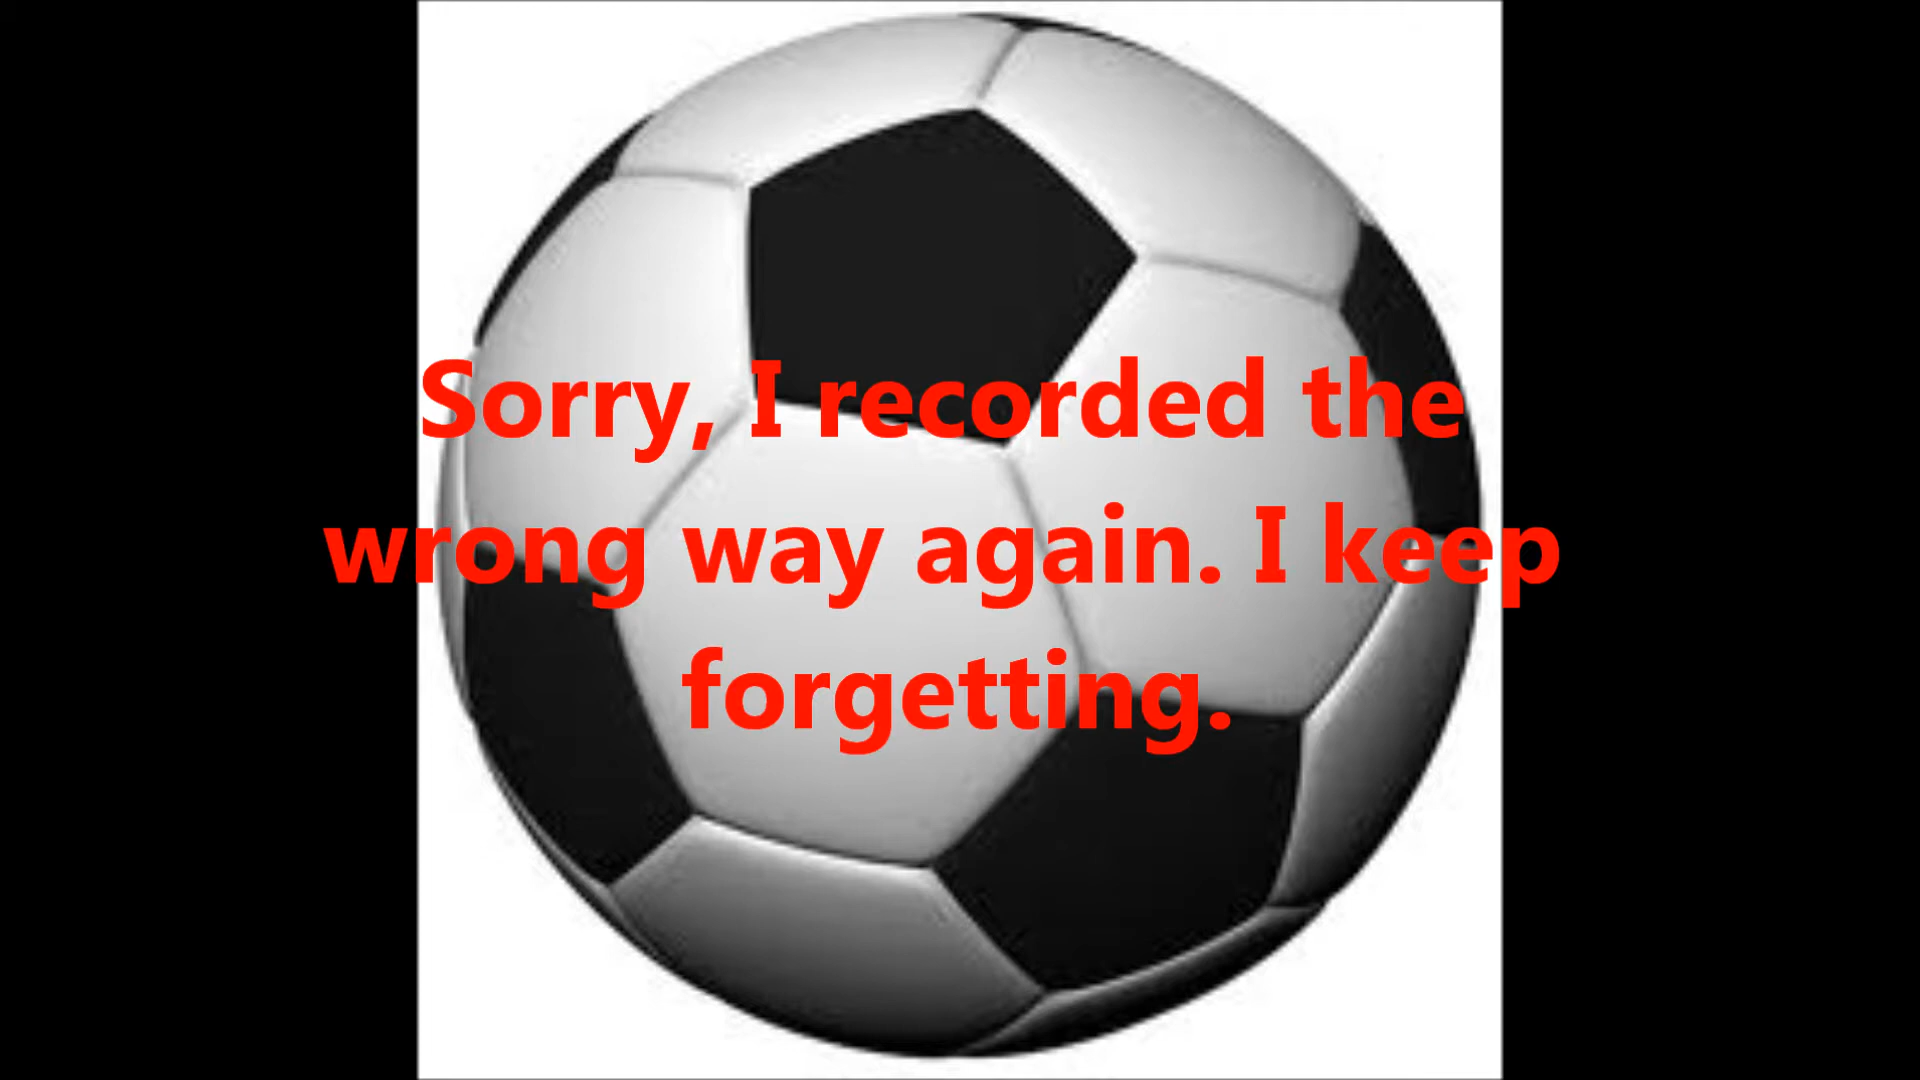 Sorry, I recorded the
wrong way again. I keep
forgetting.